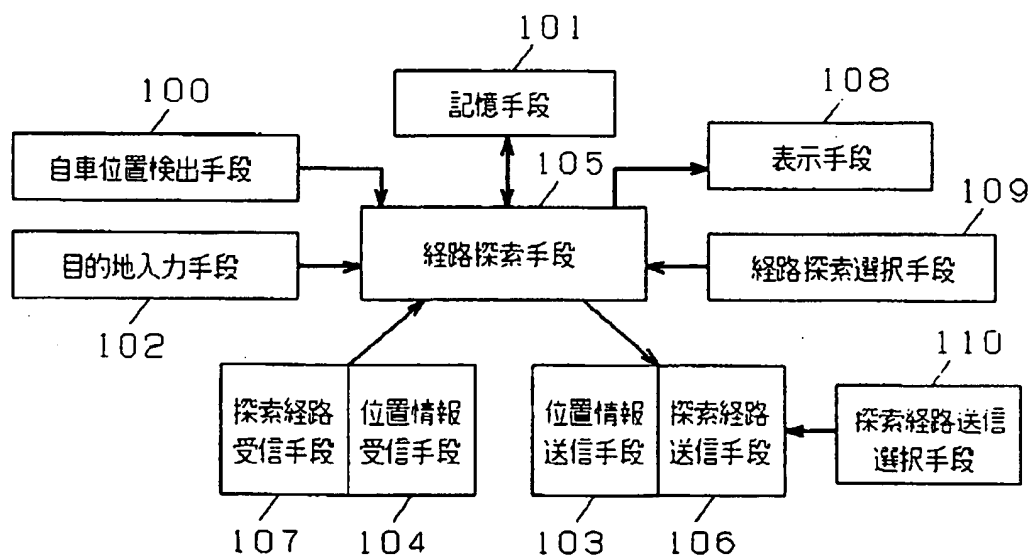 101
100
記憶手段
108
自車位置検出手段
105
表示手段
109
目的地入力手段
経路探索手段
経路探索選択手段
102
110
探索経路
受信手段
位置情報
受信手段
位置情報
送信手段
探索経路
送信手段
探索経路送信
選択手段
107
104
103
106